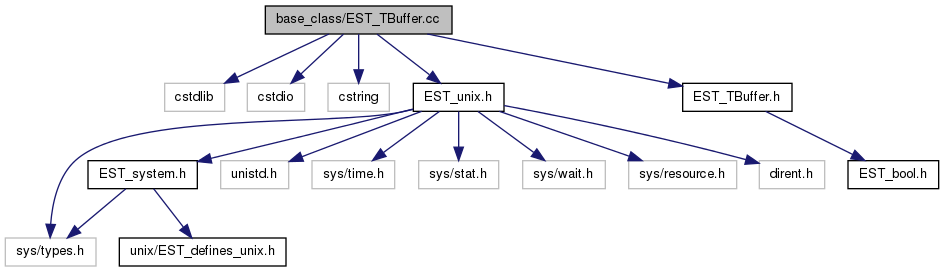 base_class/EST_TBuffer.cc
cstdlib
cstdio
cstring
EST_unix.h
EST_TBuffer.h
EST_system.h
unistd.h
sys/time.h
sys/stat.h
sys/wait.h
sys/resource.h
dirent.h
EST_bool.h
sys/types.h
unix/EST_defines_unix.h